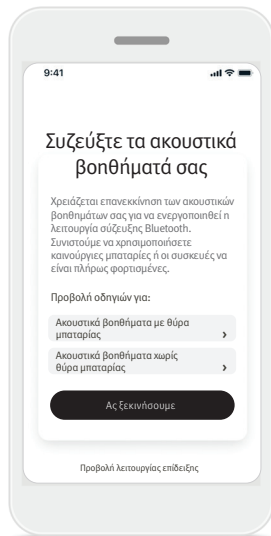 9:41
Συζεύξτε τα ακουστικά
βοηθήματά σας
Χρειάζεται επανεκκίνηση των ακουστικών
βοηθημάτων σας για να ενεργοποιηθεί η
λειτουργία σύζευξης Bluetooth.
Συνιστούμε να χρησιμοποιήσετε
καινούργιες μπαταρίες ή οι συσκευές να
είναι πλήρως φορτισμένες.
Προβολή οδηγιών για:
Ακουστικά βοηθήματα με θύρα
μπαταρίας
Ακουστικά βοηθήματα χωρίς
θύρα μπαταρίας
Ας ξεκινήσουμε
Προβολή λειτουργίας επίδειξης